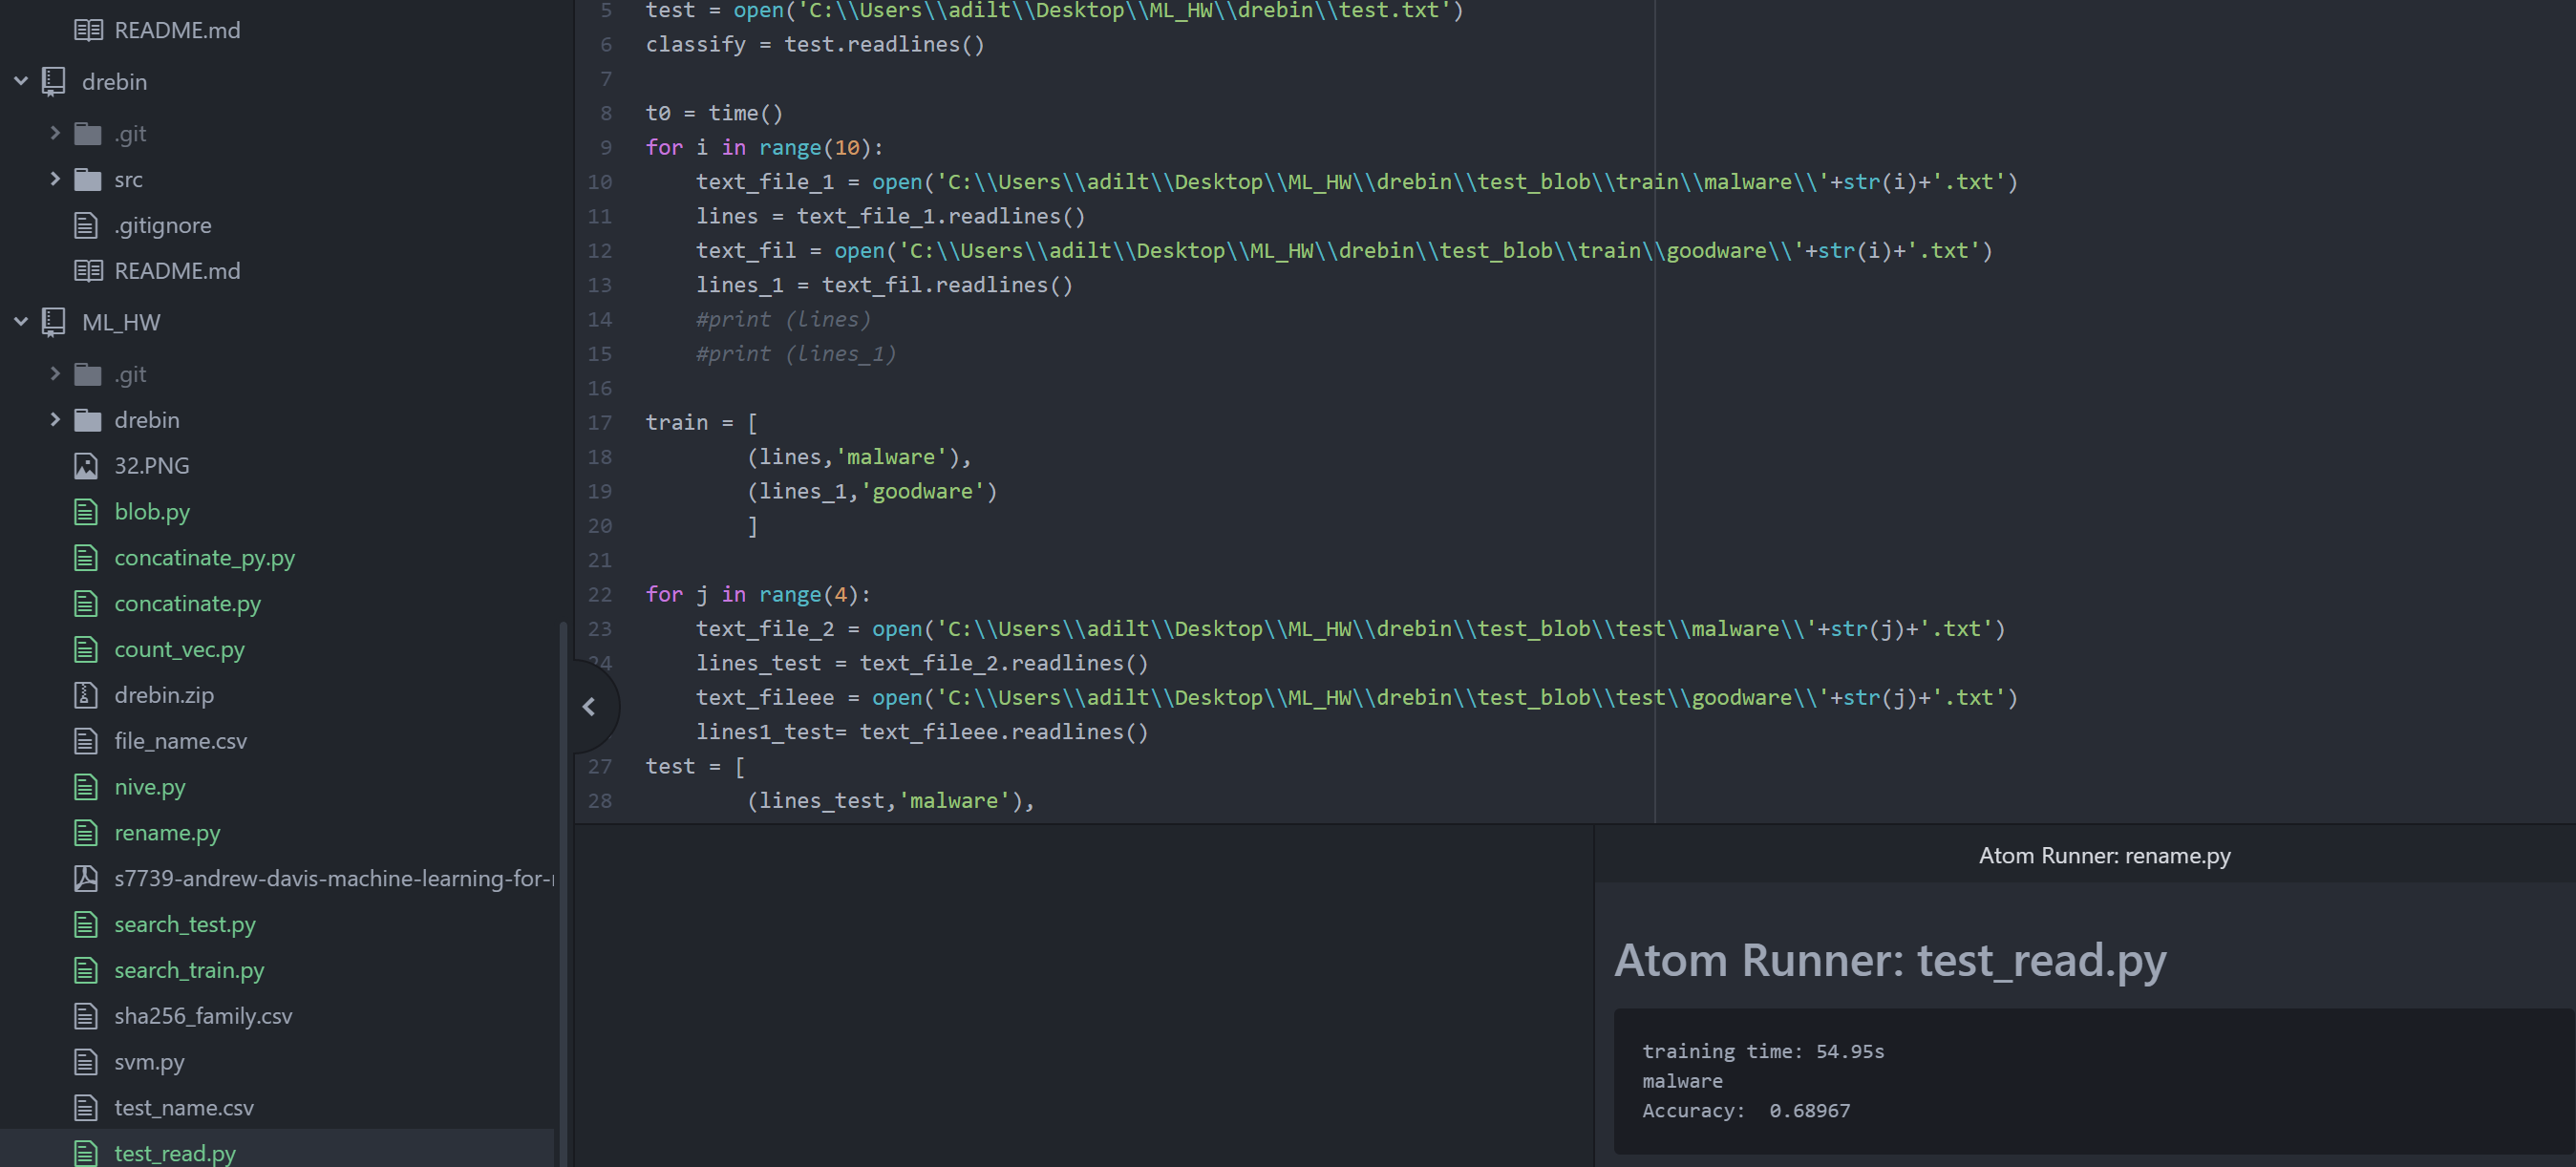 README.md
drebin
.git
src
.gitignore
README.md
ML_HW
.git
drebin
32.PNG
blob.py
concatinate_py.py
concatinate.py
count_vec.py
drebin.zip
file_name.csv
nive.py
rename.py
s7739-andrew-davis-machine-learning-for-
search_test.py
search_train.py
sha256_family.csv
svm.py
test_name.csv
test_read.py
5 test = open('C:\\Users\\adilt\\Desktop\\ML_HW\\drebin\\test.txt')
6 classify = test.readlines()
7
8 t0 = time()
9 for i in range(10):
10 text_file_1 = open('C:\\Users\\adilt\\Desktop\\ML_HW\\drebin\\test_blob\\train\\malware\\'+str(i)+'.txt')
11 lines = text_file_1.readlines()
12 text_fil = open('C:\\Users\\adilt\\Desktop\\ML_HW\\drebin\\test_blob\\train\\goodware\\'+str(i)+'.txt')
13 lines_1 = text_fil.readlines()
14 #print (lines)
15 #print (lines_1)
16
17 train = [
18 (lines,'malware'),
19 (lines_1,'goodware')
20 ]
21
22 for j in range(4):
23 text_file_2 = open('C:\\Users\\adilt\\Desktop\\ML_HW\\drebin\\test_blob\\test\\malware\\'+str(j)+'.txt')
24 lines_test = text_file_2.readlines()
text_fileee = open('C:\\Users\\adilt\\Desktop\\ML_HW\\drebin\\test_blob\\test\\goodware\\'+str(j)+'.txt')
lines1_test= text_fileee.readlines()
27 test = [
28 (lines_test,'malware'),
Atom Runner: rename.py
Atom Runner: test_read.py
training time: 54.95s
malware
Accuracy: 0.68967